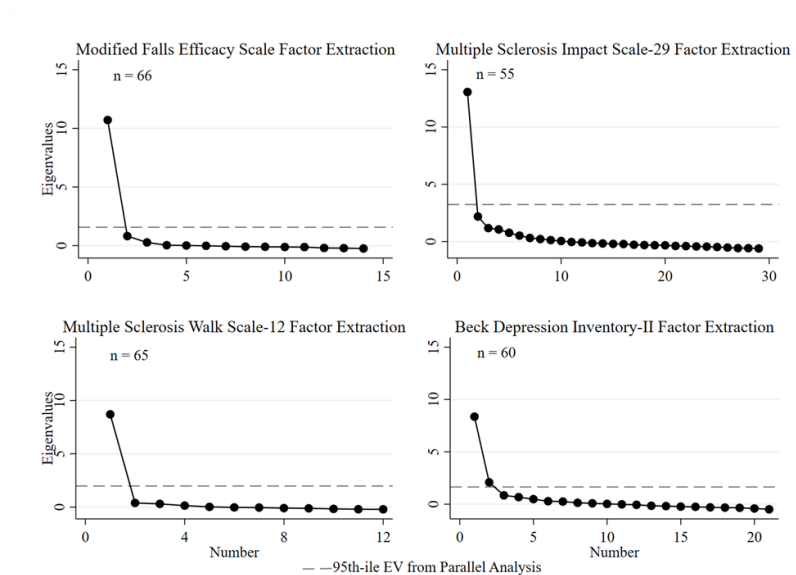 Modified Falls Efficacy Scale Factor Extraction
n = 66
Eigenvalues
15
10
5
0
0 5 10 15
Multiple Sclerosis Impact Scale-29 Factor Extraction
n = 55
15
10
5
0
0 10 20 30
Multiple Sclerosis Walk Scale-12 Factor Extraction
n = 65
Eigenvalues
15
10
5
0
0 4 8 12
Number
Beck Depression Inventory-II Factor Extraction
n = 60
15
10
5
0
0 5 10 15 20
Number
95th-ile EV from Parallel Analysis